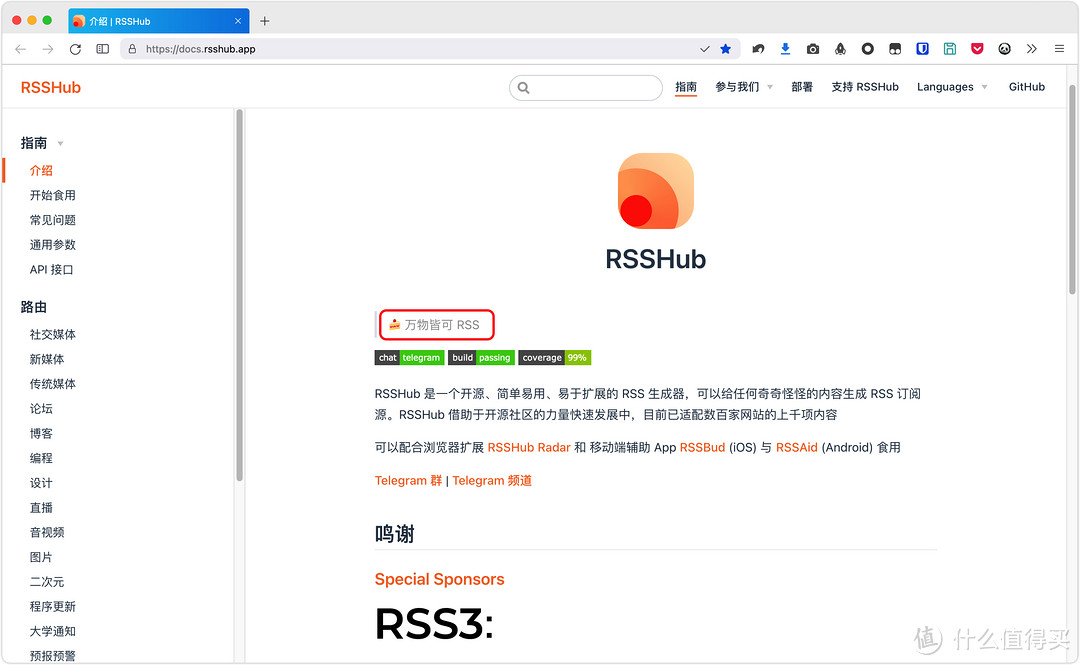 介绍 | RSSHub
https://docs.rsshub.app
RSSHub
指南
参与我们
部署
支持 RSSHub
Languages
GitHub
指南
介绍
开始食用
常见问题
通用参数
API 接口
路由
社交媒体
新媒体
传统媒体
论坛
博客
编程
设计
直播
音视频
图片
二次元
程序更新
大学通知
预报预警
RSSHub
🍰 万物皆可 RSS
chat telegram build passing coverage 99%
RSSHub 是一个开源、简单易用、易于扩展的 RSS 生成器，可以给任何奇奇怪怪的内容生成 RSS 订阅
源。RSSHub 借助于开源社区的力量快速发展中，目前已适配数百家网站的上千项内容
可以配合浏览器扩展 RSSHub Radar 和 移动端辅助 App RSSBud (iOS) 与 RSSAid (Android) 食用
Telegram 群 | Telegram 频道
鸣谢
Special Sponsors
RSS3:
值 什么值得买